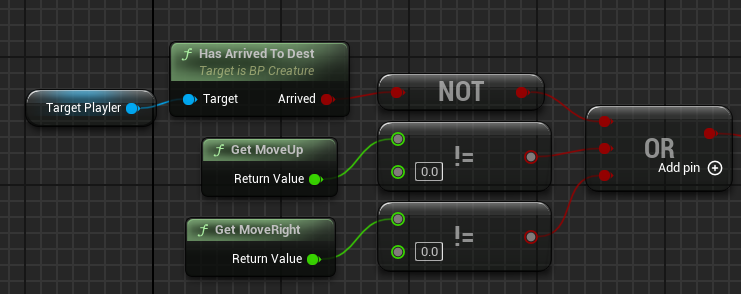 Has Arrived To Dest
Target is BP Creature
Target Playler
Target
Arrived
NOT
Get MoveUp
Return Value
!=
0.0
OR
Add pin
Get MoveRight
Return Value
!=
0.0